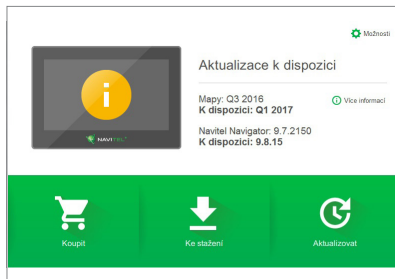 Možnosti
Aktualizace k dispozici
Mapy: Q3 2016
K dispozici: Q1 2017
Více informací
Navitel Navigator: 9.7.2150
K dispozici: 9.8.15
NAVITEL
Koupit
Ke stažení
Aktualizovat